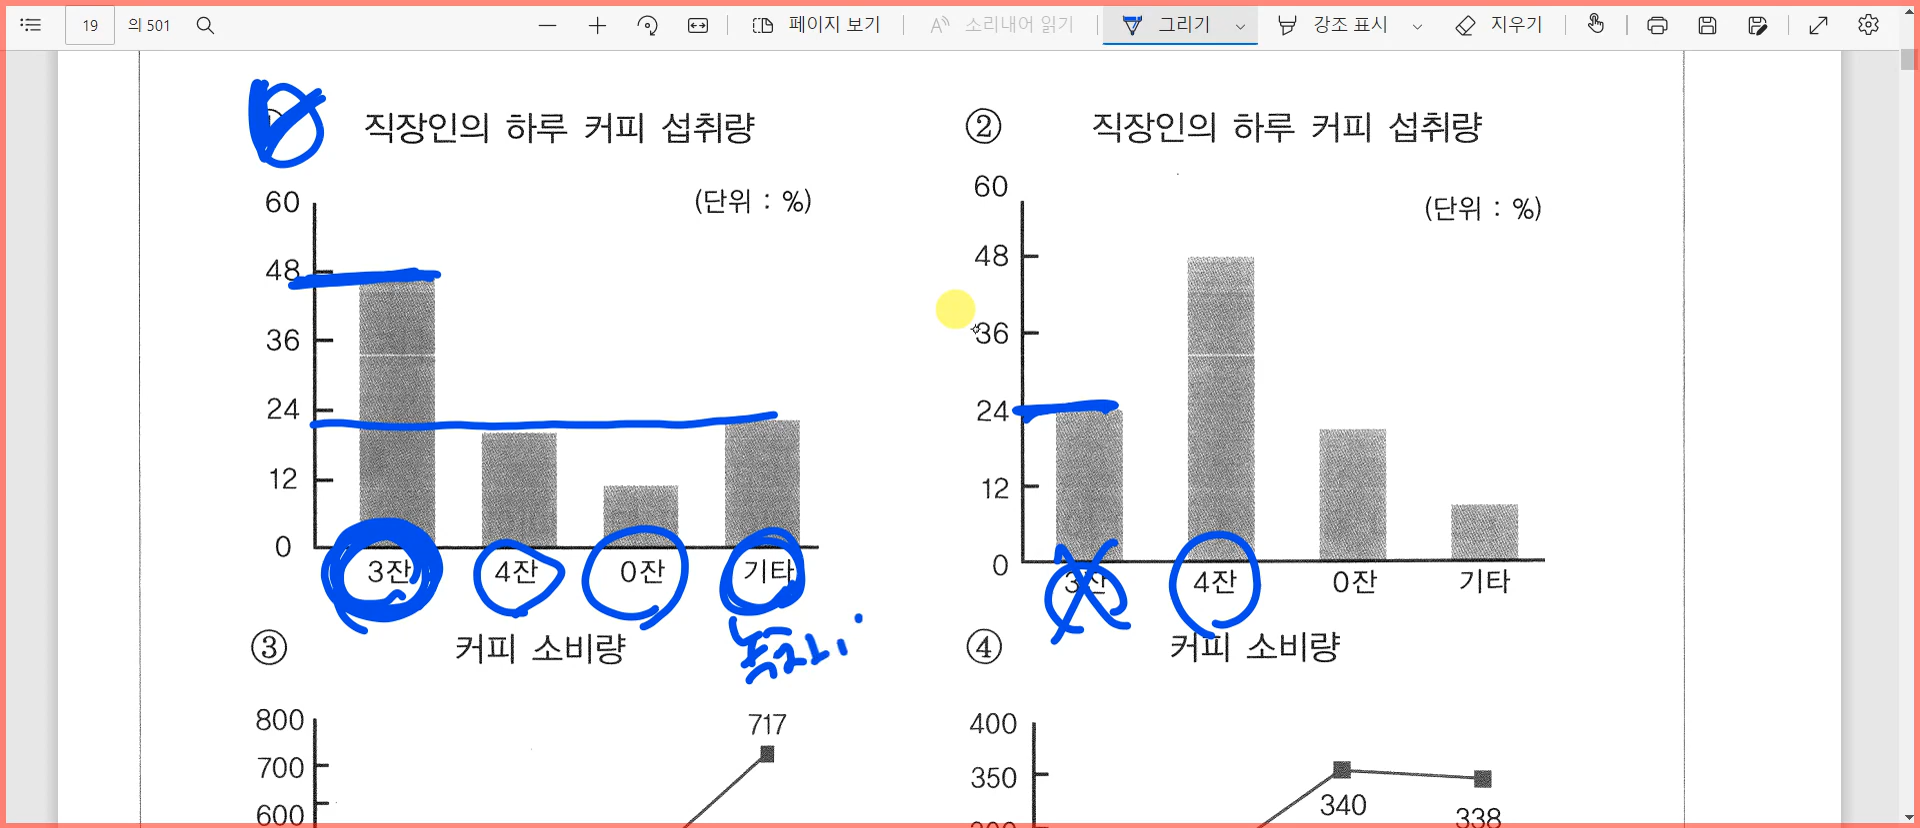 19 의 501 페이지 보기 소리내어 읽기 그리기 강조 표시 지우기
① 직장인의 하루 커피 섭취량
(단위 : %)
60
48
36
24
12
0
3잔 4잔 0잔 기타
② 직장인의 하루 커피 섭취량
(단위 : %)
60
48
36
24
12
0
3잔 4잔 0잔 기타
③ 커피 소비량
800
700
600
717
④ 커피 소비량
400
350
340
338